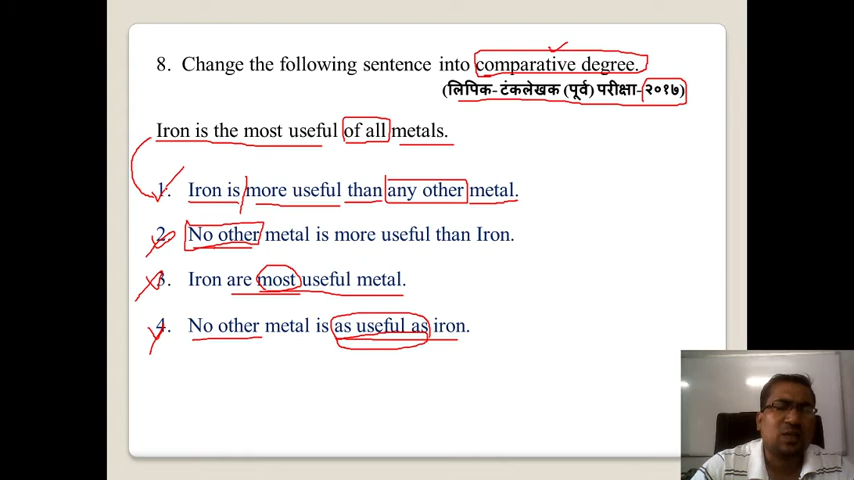 8. Change the following sentence into comparative degree.
(लिपिक- टंकलेखक (पूर्व) परीक्षा- २०१७)
Iron is the most useful of all metals.
1. Iron is more useful than any other metal.
2. No other metal is more useful than Iron.
3. Iron are most useful metal.
4. No other metal is as useful as iron.